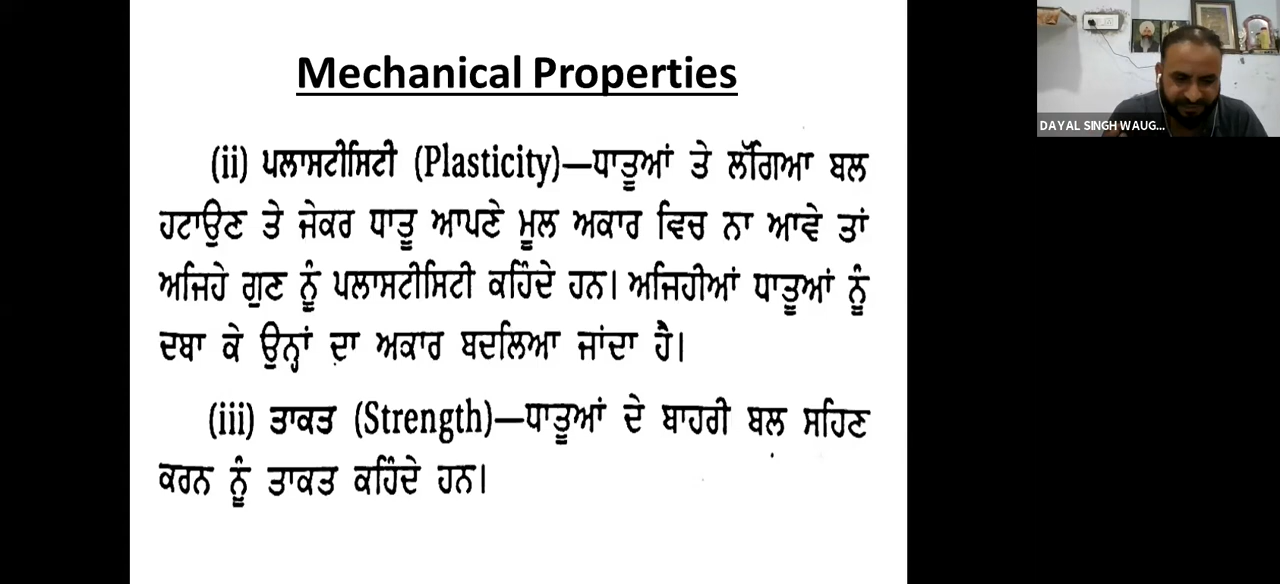 Mechanical Properties
(ii) ਪਲਾਸਟੀਸਿਟੀ (Plasticity)—ਧਾਤੂਆਂ ਤੇ ਲੱਗਿਆ ਬਲ
ਹਟਾਉਣ ਤੇ ਜੇਕਰ ਧਾਤੂ ਆਪਣੇ ਮੂਲ ਅਕਾਰ ਵਿਚ ਨਾ ਆਵੇ ਤਾਂ
ਅਜਿਹੇ ਗੁਣ ਨੂੰ ਪਲਾਸਟੀਸਿਟੀ ਕਹਿੰਦੇ ਹਨ। ਅਜਿਹੀਆਂ ਧਾਤੂਆਂ ਨੂੰ
ਦਬਾ ਕੇ ਉਨ੍ਹਾਂ ਦਾ ਅਕਾਰ ਬਦਲਿਆ ਜਾਂਦਾ ਹੈ।
(iii) ਤਾਕਤ (Strength)—ਧਾਤੂਆਂ ਦੇ ਬਾਹਰੀ ਬਲ ਸਹਿਣ
ਕਰਨ ਨੂੰ ਤਾਕਤ ਕਹਿੰਦੇ ਹਨ।
DAYAL SINGH WAUG...